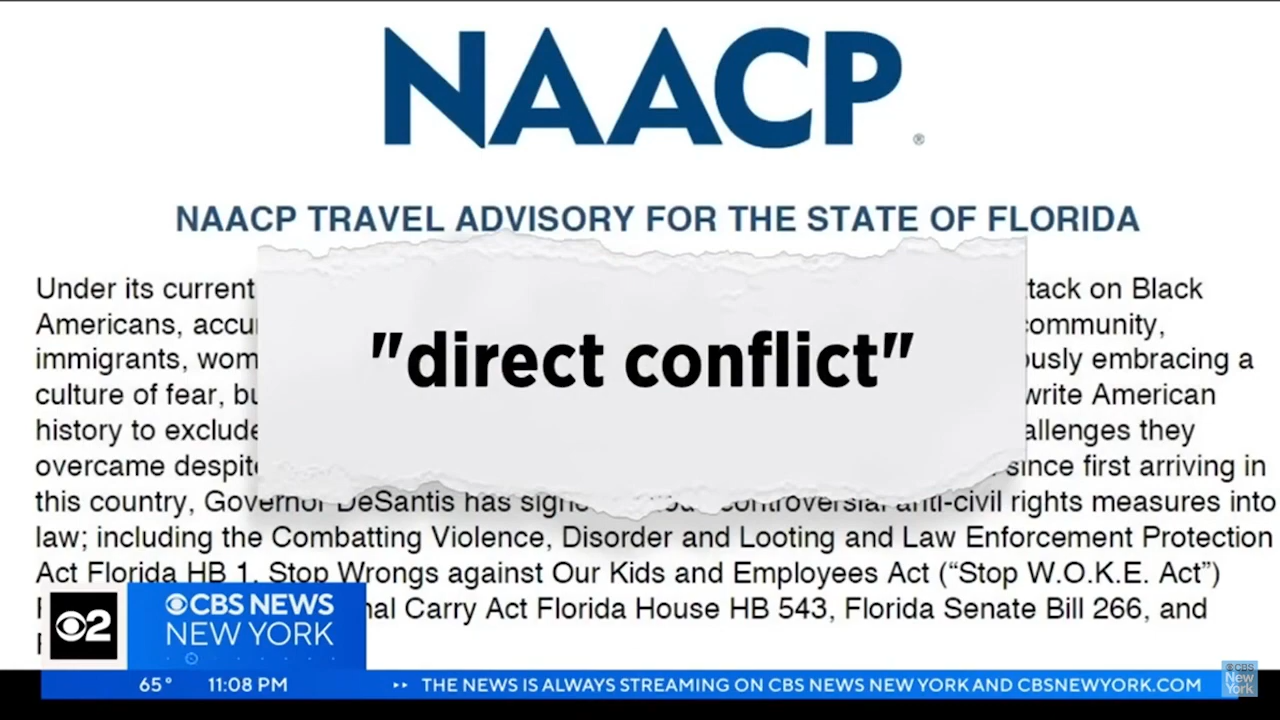 NAACP®
NAACP TRAVEL ADVISORY FOR THE STATE OF FLORIDA
Under its current tack on Black
Americans, accu community,
immigrants, wom ously embracing a
culture of fear, bu write American
history to exclude allenges they
overcame despite since first arriving in
this country, Governor DeSantis has controversial anti-civil rights measures into
law; including the Combatting Violence, Disorder and Looting and Law Enforcement Protection
Act Florida HB 1, Stop Wrongs against Our Kids and Employees Act (“Stop W.O.K.E. Act”)
nal Carry Act Florida House HB 543, Florida Senate Bill 266, and
"direct conflict"
2
CBS NEWS
NEW YORK
65° 11:08 PM THE NEWS IS ALWAYS STREAMING ON CBS NEWS NEW YORK AND CBSNEWYORK.COM
CBS
New
York